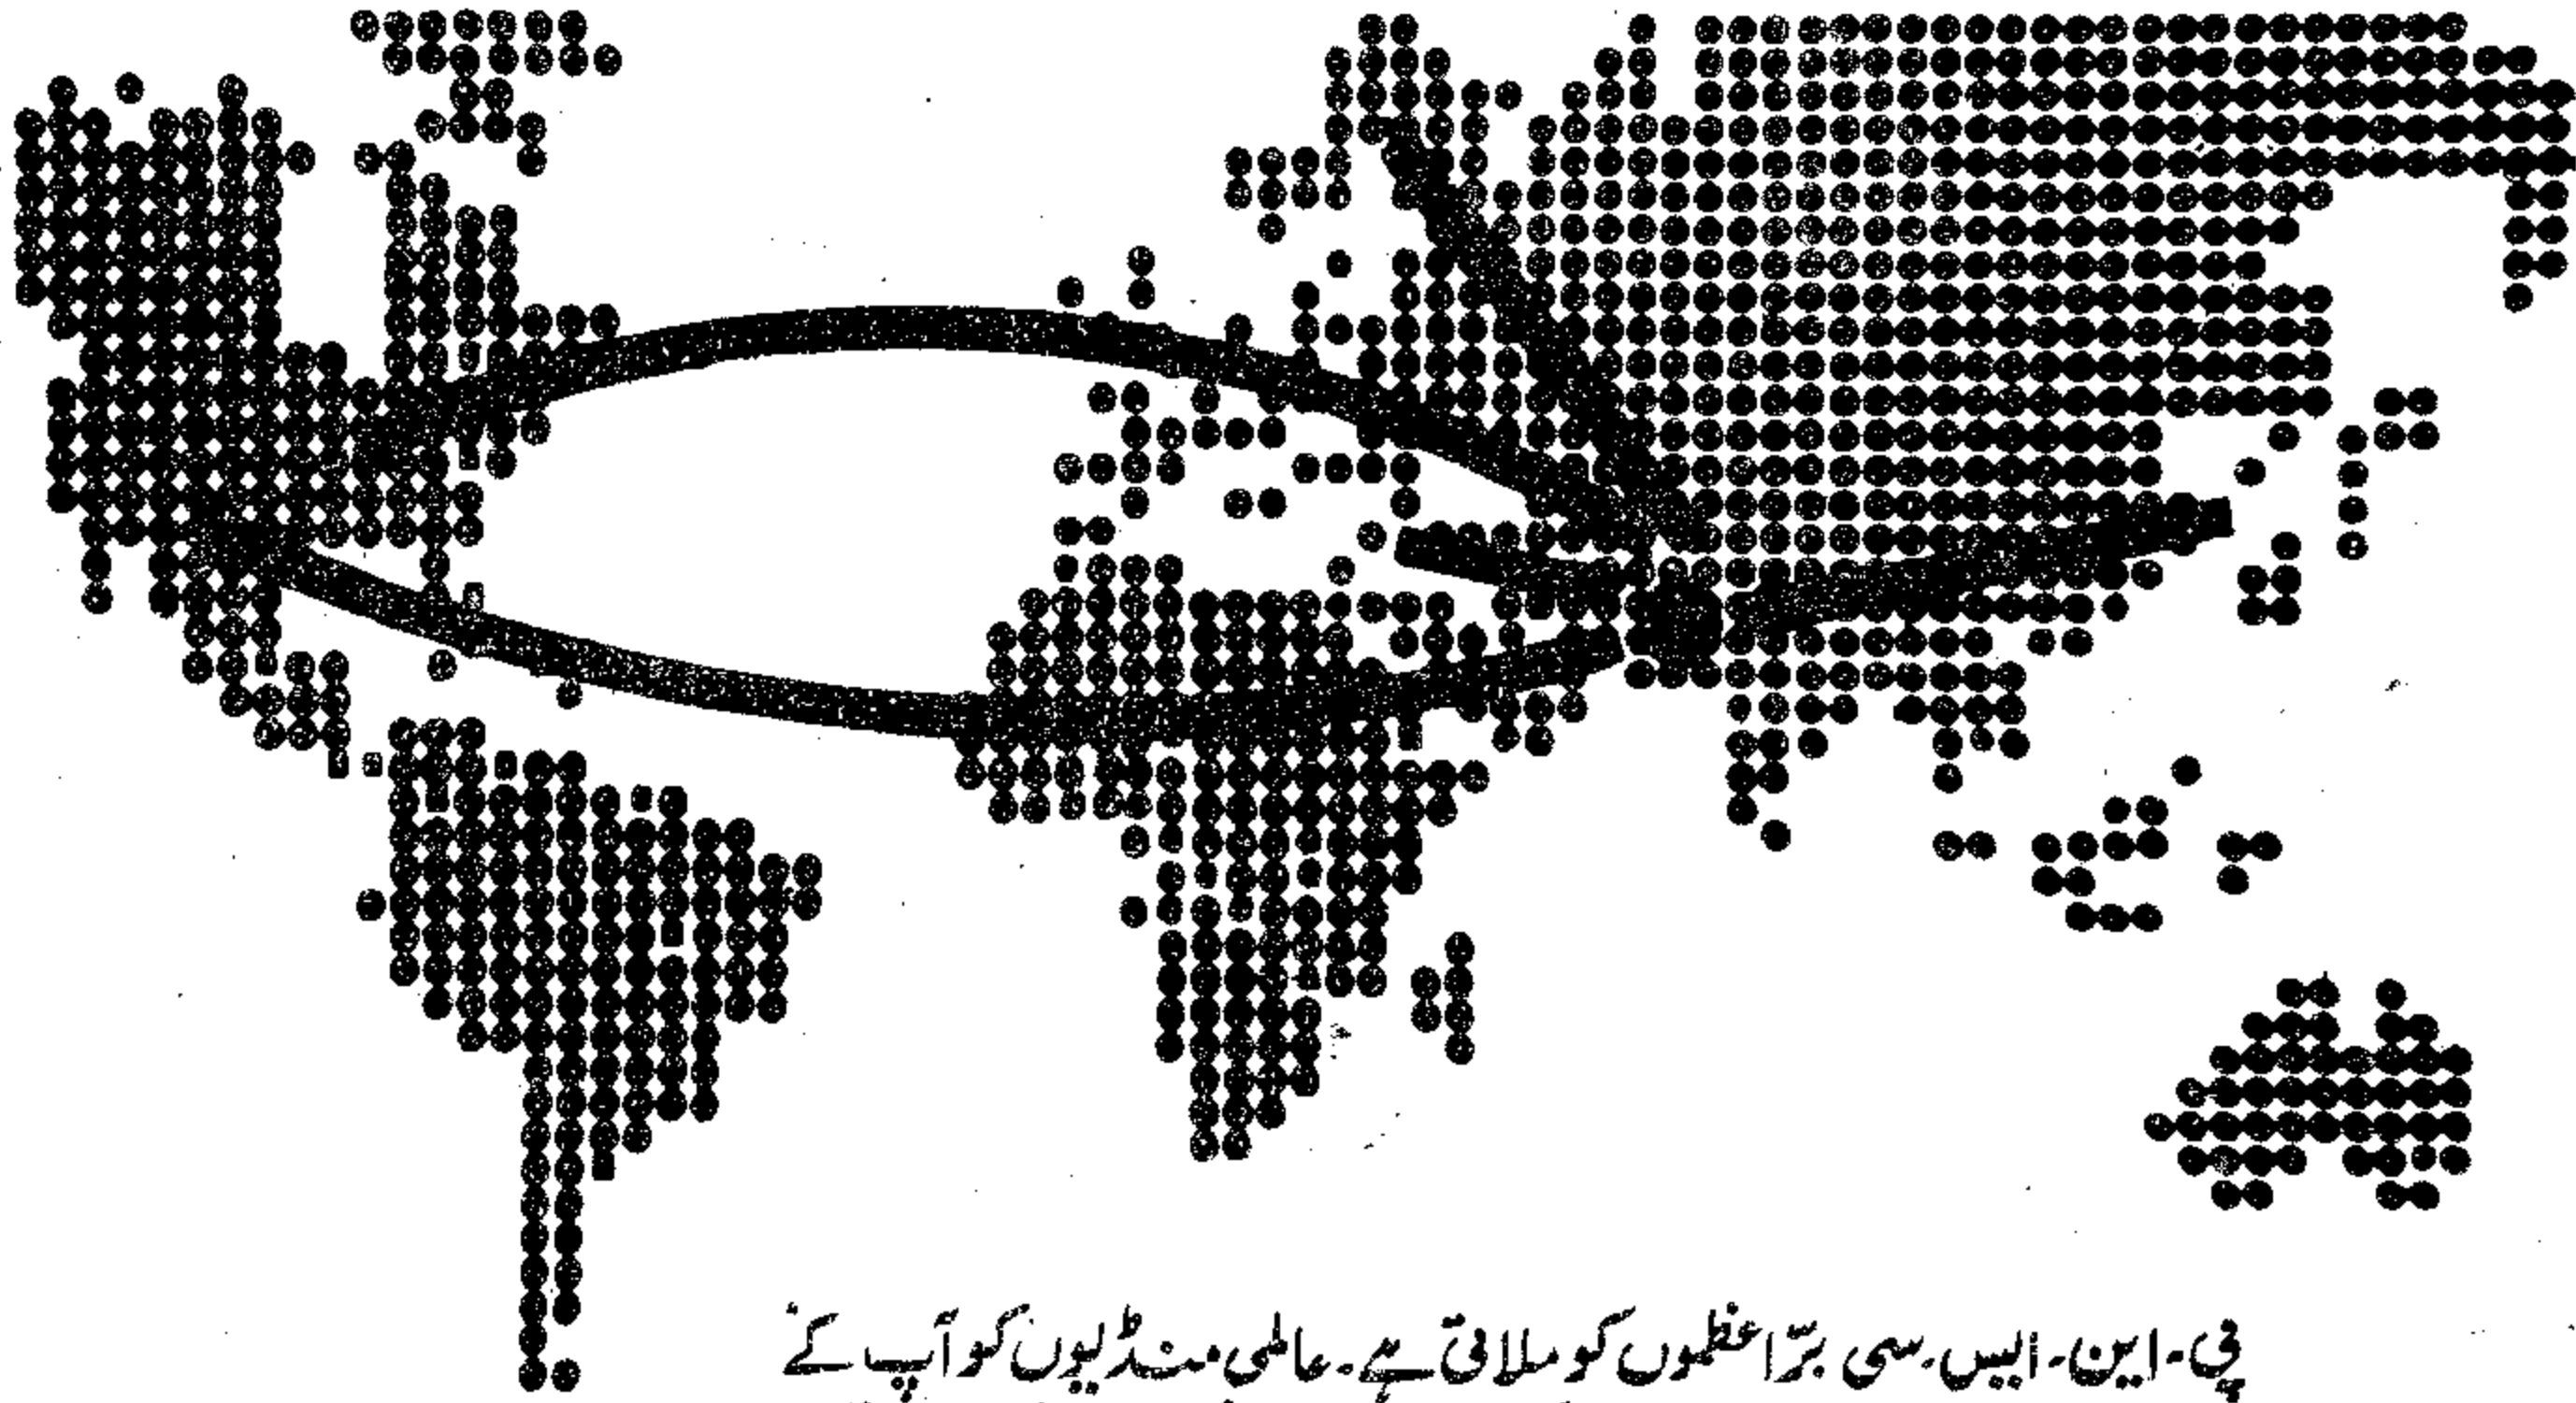 پی۔ این۔ ایس۔ سی برّاعظموں کو ملاتی ہے۔ عالمی منڈیوں کو آپ کے